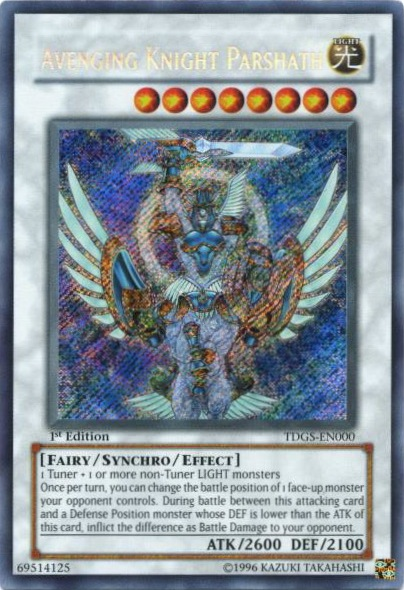 AVENGING KNIGHT PARSHATH
LIGHT
光
1st Edition
TDGS-EN000
[FAIRY/SYNCHRO/EFFECT]
1 Tuner + 1 or more non-Tuner LIGHT monsters
Once per turn, you can change the battle position of 1 face-up monster
your opponent controls. During battle between this attacking card
and a Defense Position monster whose DEF is lower than the ATK of
this card, inflict the difference as Battle Damage to your opponent.
ATK/2600 DEF/2100
69514125
©1996 KAZUKI TAKAHASHI